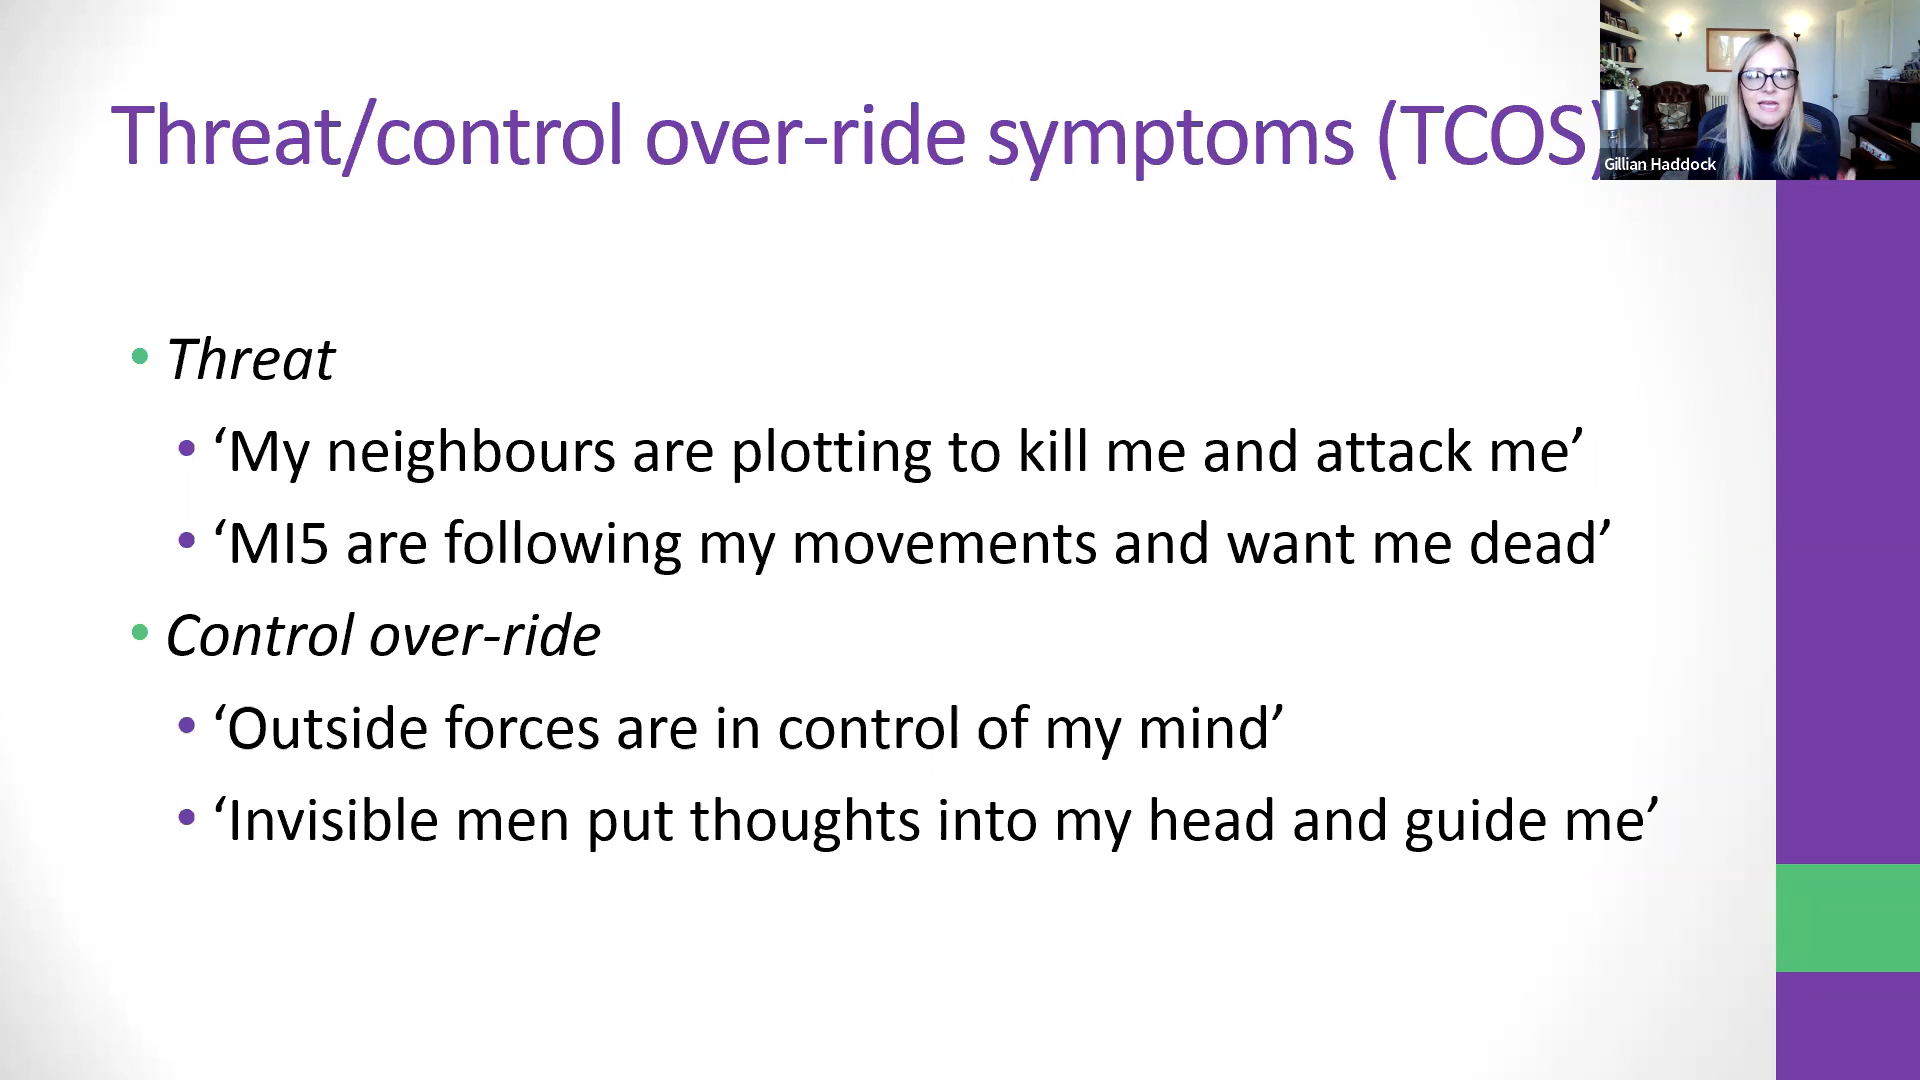 Threat/control over-ride symptoms (TCOS)
Gillian Haddock
• Threat
• ‘My neighbours are plotting to kill me and attack me’
• ‘MI5 are following my movements and want me dead’
• Control over-ride
• ‘Outside forces are in control of my mind’
• ‘Invisible men put thoughts into my head and guide me’